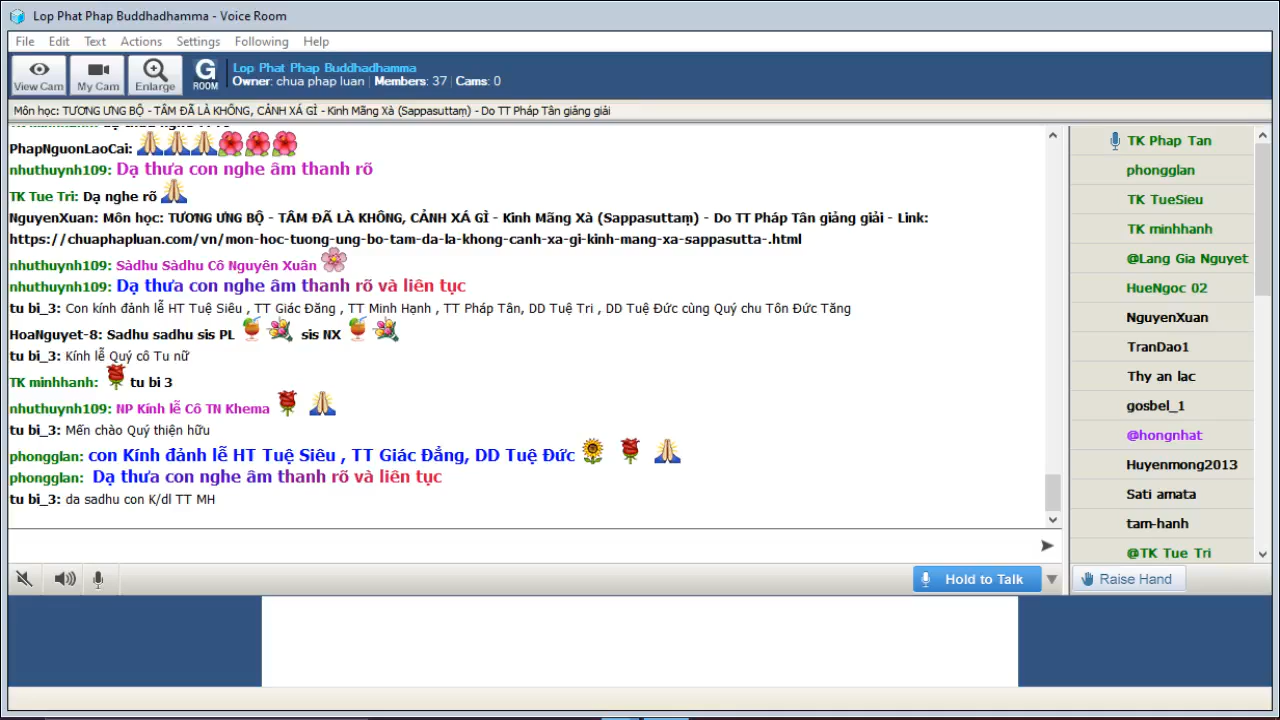 Lop Phat Phap Buddhadhamma - Voice Room
File Edit Text Actions Settings Following Help
View Cam My Cam Enlarge G ROOM
Lop Phat Phap Buddhadhamma
Owner: chua phap luan | Members: 37 | Cams: 0
Môn học: TƯƠNG ƯNG BỘ - TÂM ĐÃ LÀ KHÔNG, CẢNH XÁ GÌ - Kinh Mãng Xà (Sappasuttaṃ) - Do TT Pháp Tân giảng giải
PhapNguonLaoCai:
nhuthuynh109: Dạ thưa con nghe âm thanh rõ
TK Tue Tri: Dạ nghe rõ
NguyenXuan: Môn học: TƯƠNG ƯNG BỘ - TÂM ĐÃ LÀ KHÔNG, CẢNH XÁ GÌ - Kinh Mãng Xà (Sappasuttaṃ) - Do TT Pháp Tân giảng giải - Link:
https://chuaphapluan.com/vn/mon-hoc-tuong-ung-bo-tam-da-la-khong-canh-xa-gi-kinh-mang-xa-sappasutta-.html
nhuthuynh109: Sàdhu Sàdhu Cô Nguyên Xuân
nhuthuynh109: Dạ thưa con nghe âm thanh rõ và liên tục
tu bi_3: Con kính đảnh lễ HT Tuệ Siêu , TT Giác Đăng , TT Minh Hạnh , TT Pháp Tân, DD Tuệ Tri , DD Tuệ Đức cùng Quý chu Tôn Đức Tăng
HoaNguyet-8: Sadhu sadhu sis PL sis NX
tu bi_3: Kính lễ Quý cô Tu nữ
TK minhhanh: tu bi 3
nhuthuynh109: NP Kính lễ Cô TN Khema
tu bi_3: Mến chào Quý thiện hữu
phongglan: con Kính đảnh lễ HT Tuệ Siêu , TT Giác Đẳng, DD Tuệ Đức
phongglan: Dạ thưa con nghe âm thanh rõ và liên tục
tu bi_3: da sadhu con K/dl TT MH
Hold to Talk
TK Phap Tan
phongglan
TK TueSieu
TK minhhanh
@Lang Gia Nguyet
HueNgoc 02
NguyenXuan
TranDao1
Thy an lac
gosbel_1
@hongnhat
Huyenmong2013
Sati amata
tam-hanh
@TK Tue Tri
Raise Hand